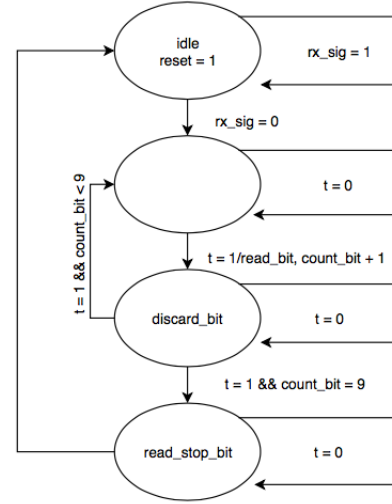 idle
reset = 1
rx_sig = 1
rx_sig = 0
t = 0
t = 1 && count_bit < 9
t = 1/read_bit, count_bit + 1
discard_bit
t = 0
t = 1 && count_bit = 9
read_stop_bit
t = 0